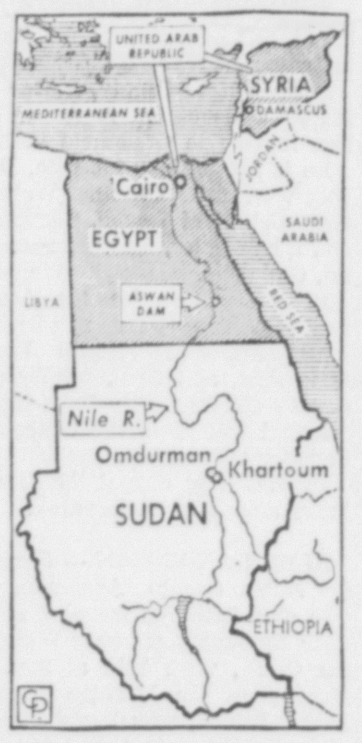 UNITED ARAB
REPUBLIC
SYRIA
DAMASCUS
MEDITERRANEAN SEA
JORDAN
Cairo
EGYPT
SAUDI
ARABIA
LIBYA
ASWAN
DAM
RED SEA
Nile R.
Omdurman
Khartoum
SUDAN
ETHIOPIA
CP